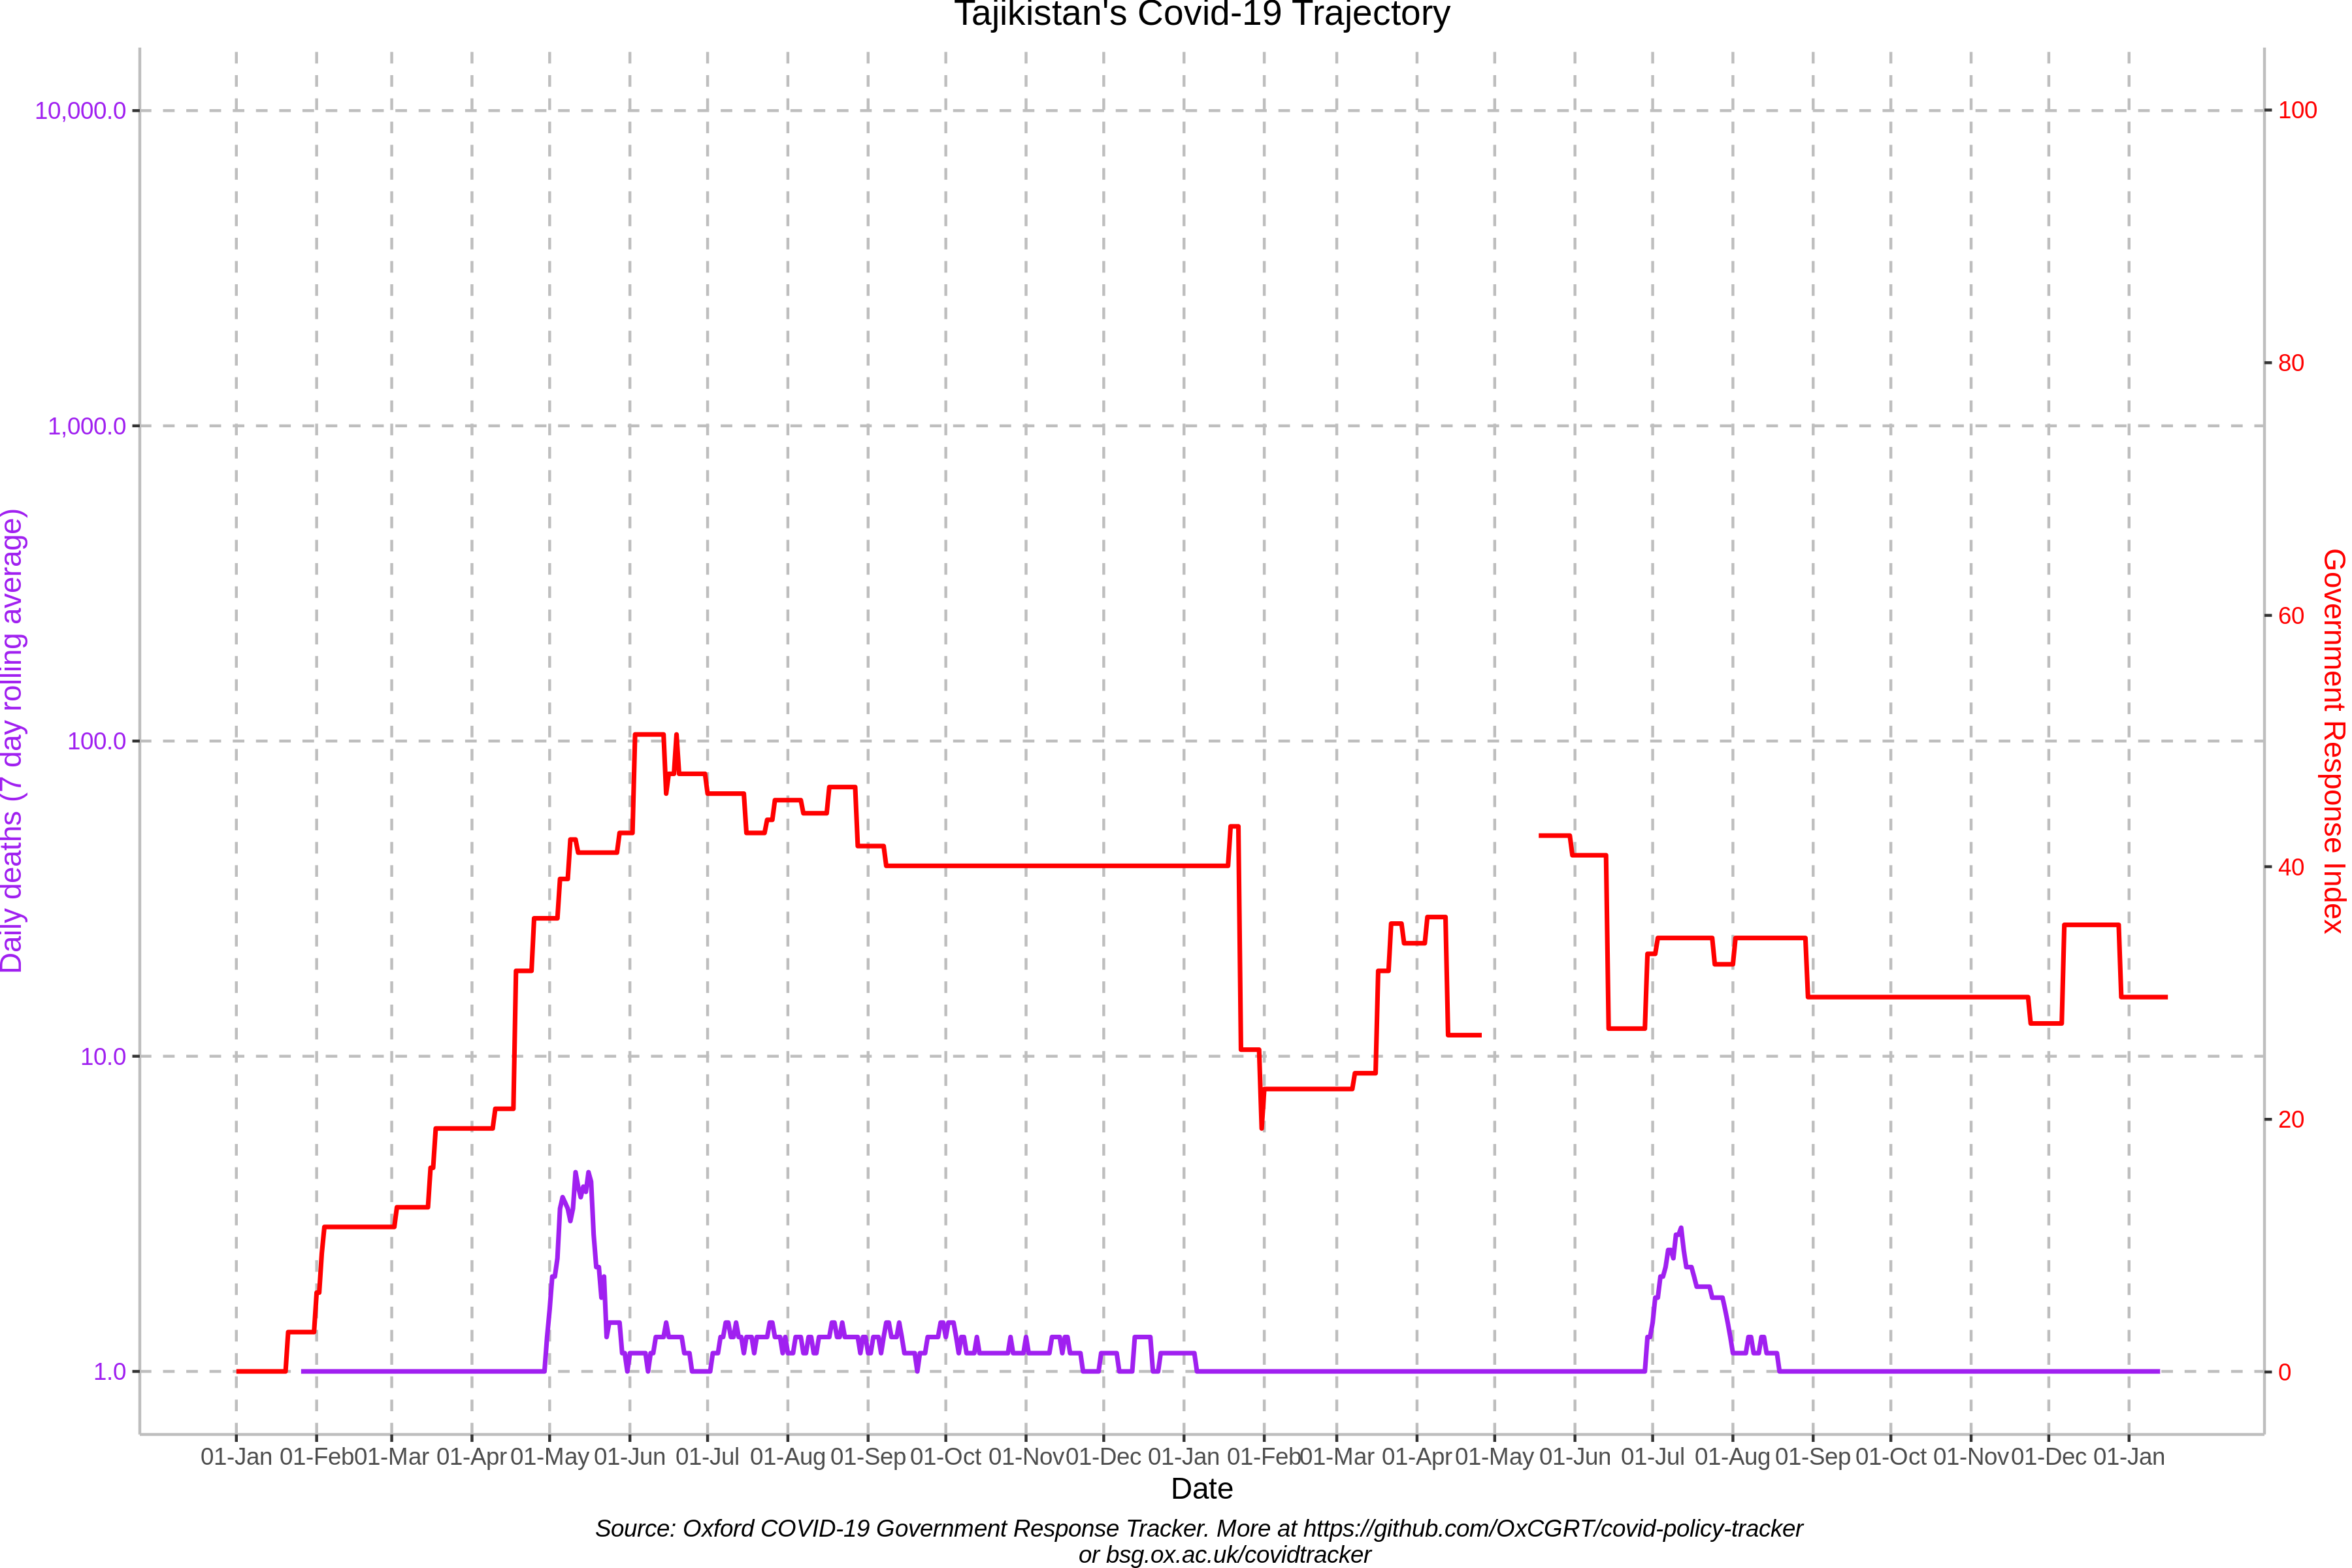 Tajikistan's Covid-19 Trajectory
10,000.0
1,000.0
100.0
10.0
1.0
Daily deaths (7 day rolling average)
100
80
60
40
20
0
Government Response Index
01-Jan 01-Feb 01-Mar 01-Apr 01-May 01-Jun 01-Jul 01-Aug 01-Sep 01-Oct 01-Nov 01-Dec 01-Jan 01-Feb 01-Mar 01-Apr 01-May 01-Jun 01-Jul 01-Aug 01-Sep 01-Oct 01-Nov 01-Dec 01-Jan
Date
Source: Oxford COVID-19 Government Response Tracker. More at https://github.com/OxCGRT/covid-policy-tracker
or bsg.ox.ac.uk/covidtracker